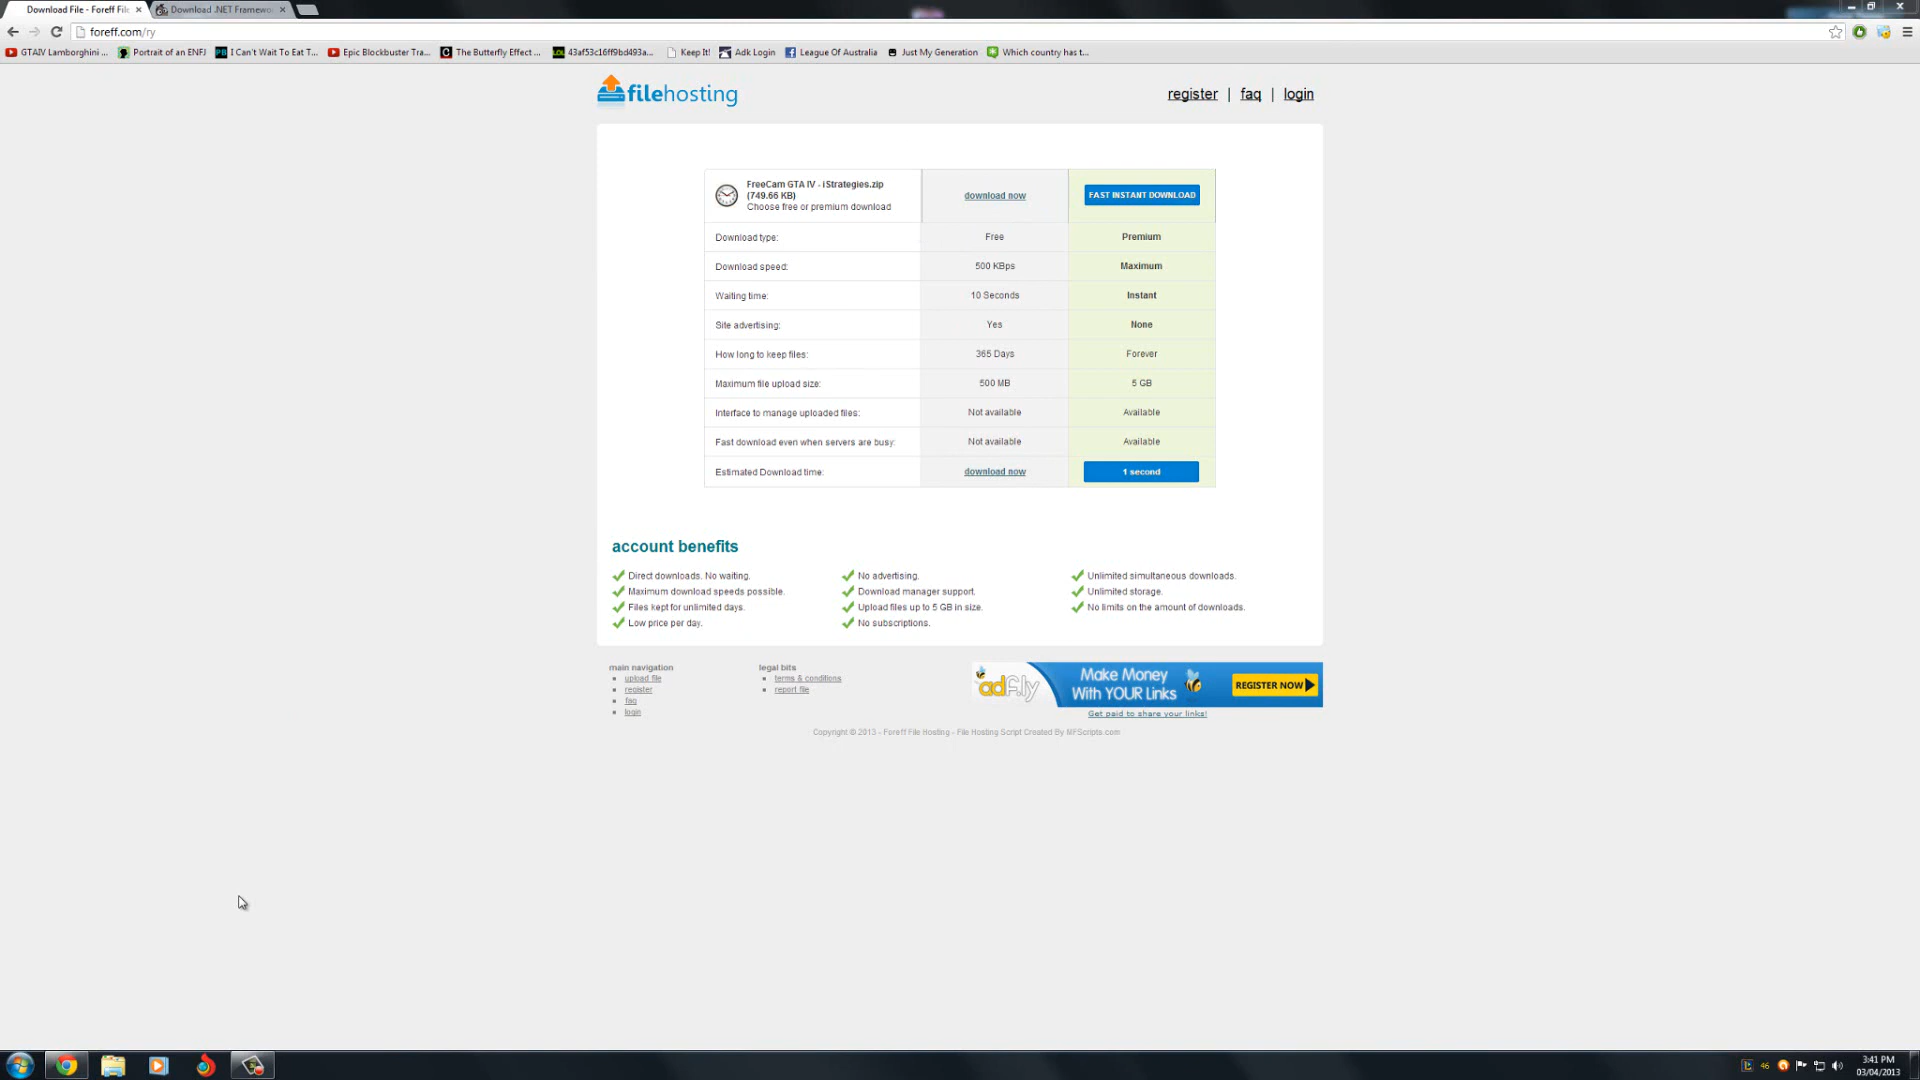 Download File - Foreff Fil
Download .NET Framewo
foreff.com/ry
GTAIV Lamborghini ...
Portrait of an ENFJ
I Can't Wait To Eat T...
Epic Blockbuster Tra...
The Butterfly Effect ...
43af53c16ff9bd493a...
Keep It!
Adk Login
League Of Australia
Just My Generation
Which country has t...
filehosting
register | faq | login
FreeCam GTA IV - iStrategies.zip
(749.66 KB)
Choose free or premium download
download now
FAST INSTANT DOWNLOAD
Download type: Free Premium
Download speed: 500 KBps Maximum
Waiting time: 10 Seconds Instant
Site advertising: Yes None
How long to keep files: 365 Days Forever
Maximum file upload size: 500 MB 5 GB
Interface to manage uploaded files: Not available Available
Fast download even when servers are busy: Not available Available
Estimated Download time: download now 1 second
account benefits
Direct downloads. No waiting.
Maximum download speeds possible.
Files kept for unlimited days.
Low price per day.
No advertising.
Download manager support.
Upload files up to 5 GB in size.
No subscriptions.
Unlimited simultaneous downloads.
Unlimited storage.
No limits on the amount of downloads.
main navigation
upload file
register
faq
login
legal bits
terms & conditions
report file
adf.ly
Make Money
With YOUR Links
REGISTER NOW
Get paid to share your links!
Copyright © 2013 - Foreff File Hosting - File Hosting Script Created By MFScripts.com
46
3:41 PM
03/04/2013